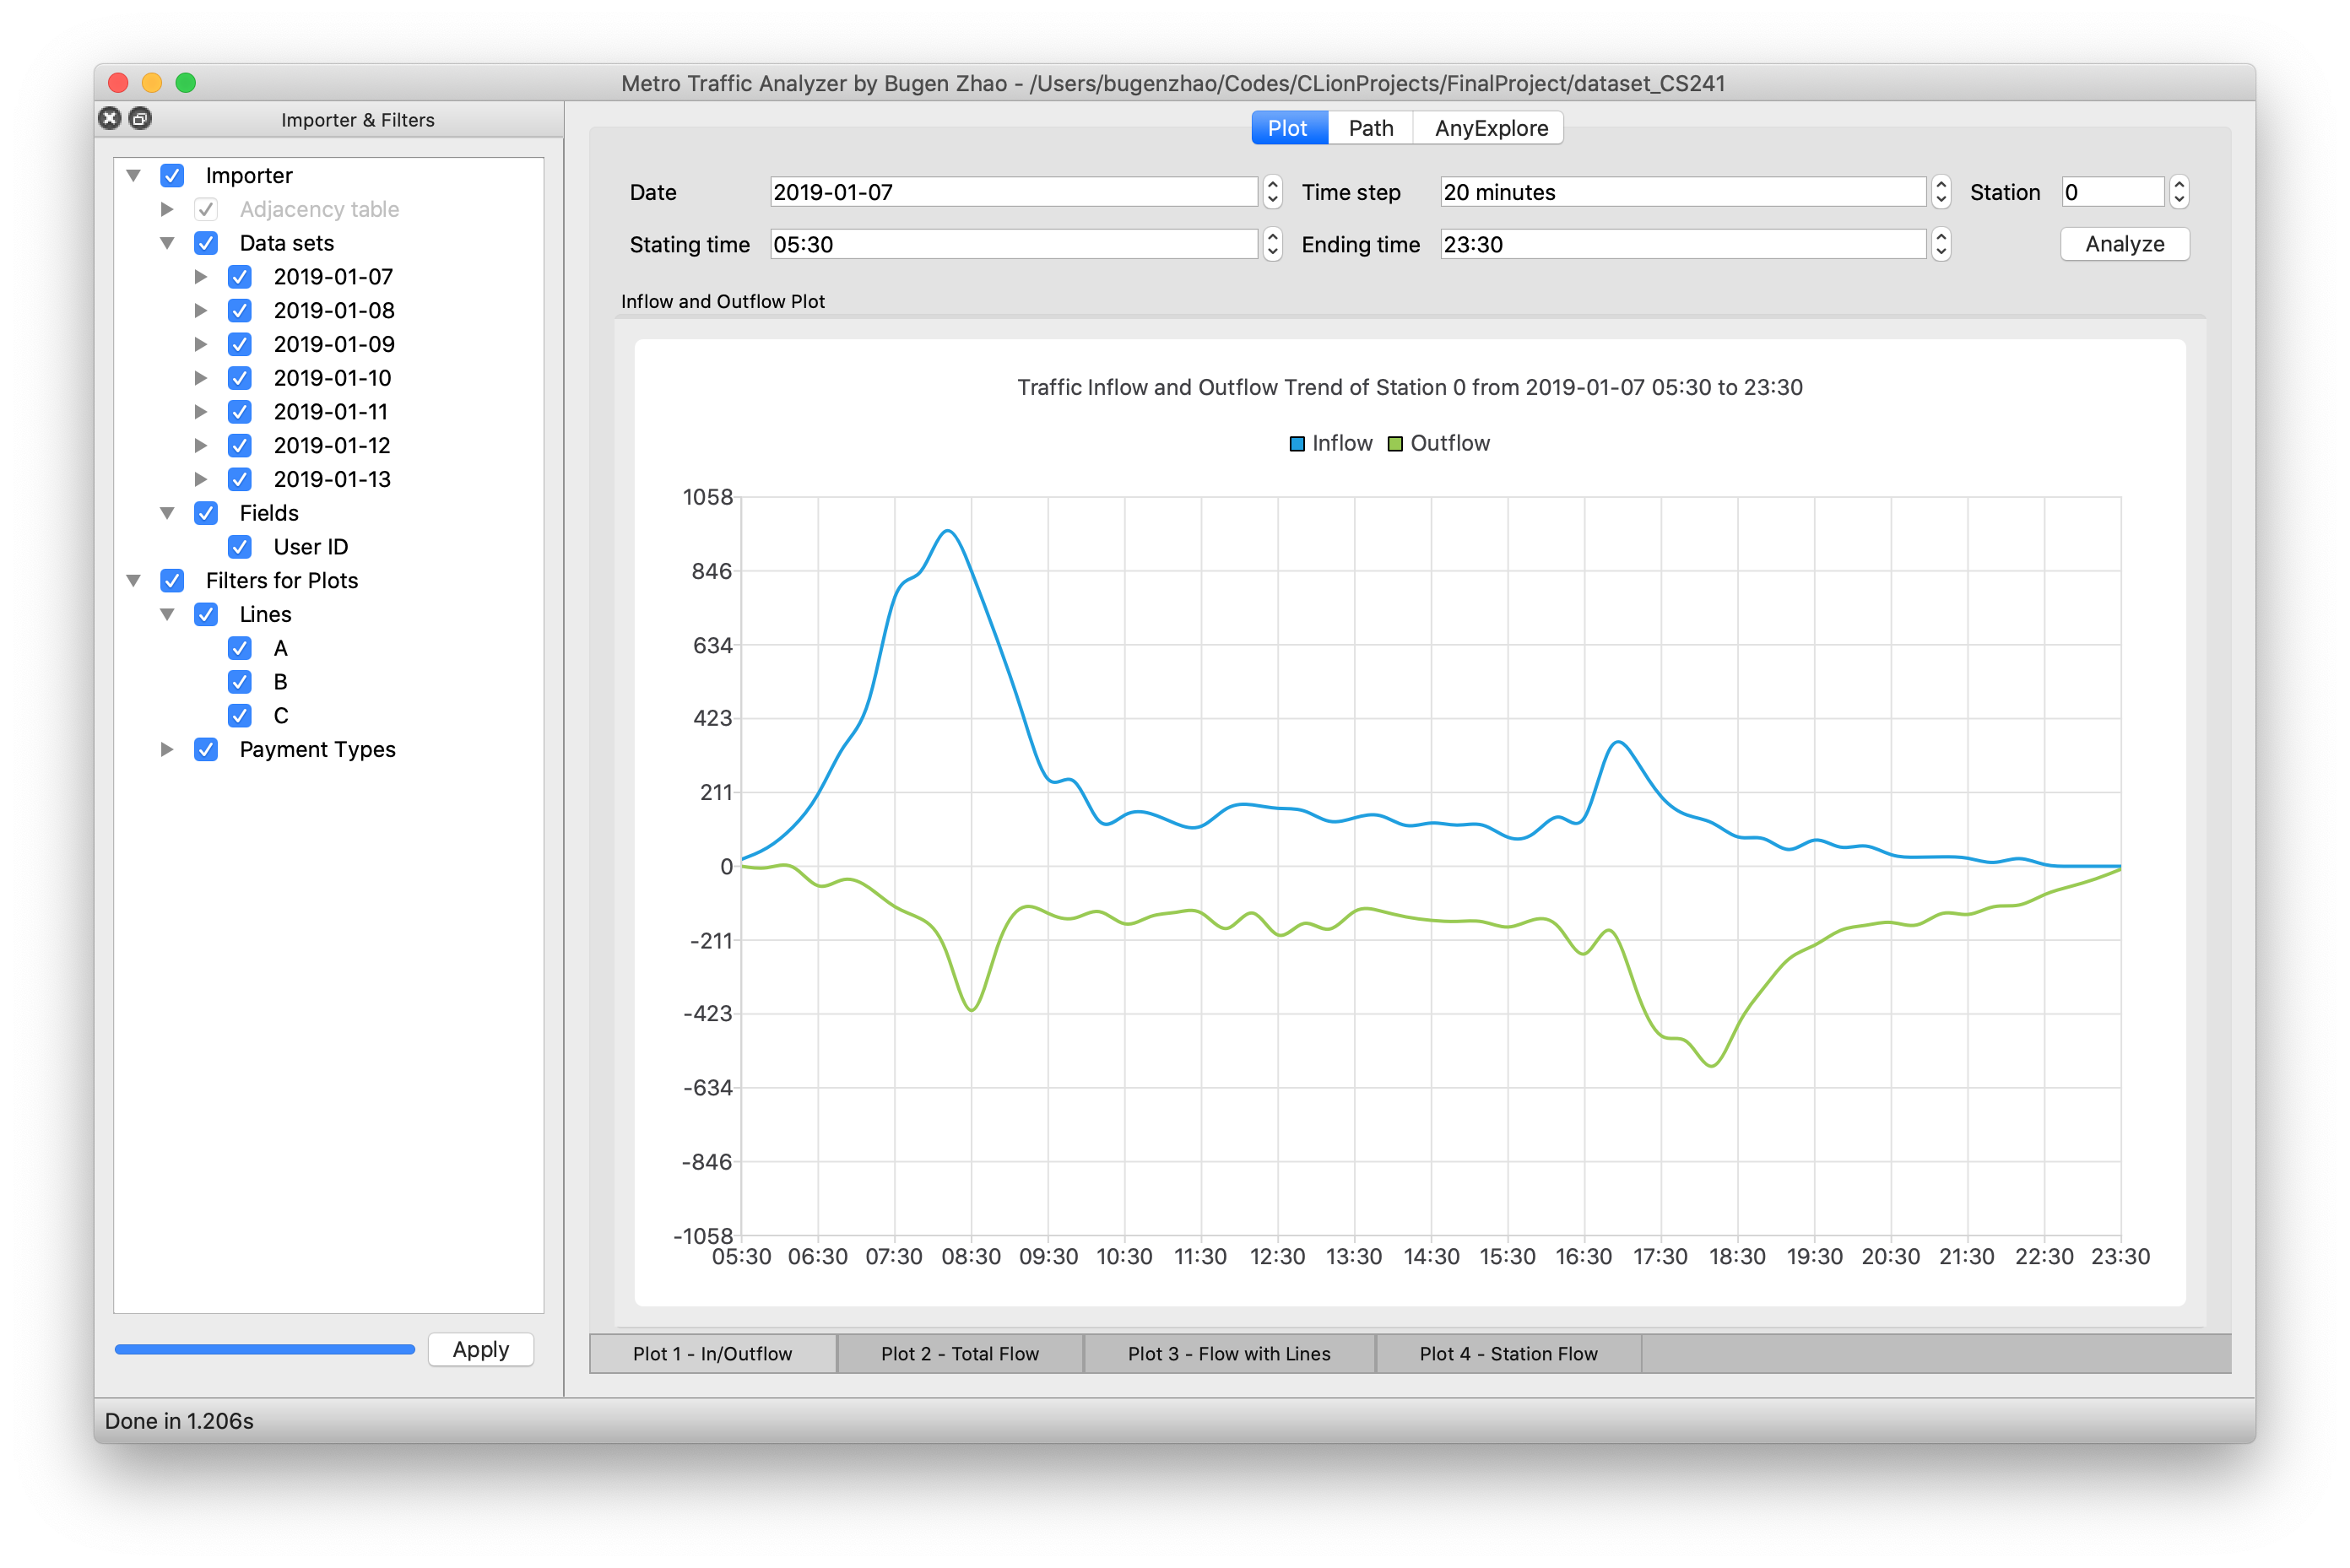 Metro Traffic Analyzer by Bugen Zhao - /Users/bugenzhao/Codes/CLionProjects/FinalProject/dataset_CS241
Importer & Filters
Importer
Adjacency table
Data sets
2019-01-07
2019-01-08
2019-01-09
2019-01-10
2019-01-11
2019-01-12
2019-01-13
Fields
User ID
Filters for Plots
Lines
A
B
C
Payment Types
Apply
Plot Path AnyExplore
Date 2019-01-07 Time step 20 minutes Station 0
Stating time 05:30 Ending time 23:30 Analyze
Inflow and Outflow Plot
Traffic Inflow and Outflow Trend of Station 0 from 2019-01-07 05:30 to 23:30
Inflow Outflow
1058
846
634
423
211
0
-211
-423
-634
-846
-1058
05:30 06:30 07:30 08:30 09:30 10:30 11:30 12:30 13:30 14:30 15:30 16:30 17:30 18:30 19:30 20:30 21:30 22:30 23:30
Plot 1 - In/Outflow Plot 2 - Total Flow Plot 3 - Flow with Lines Plot 4 - Station Flow
Done in 1.206s